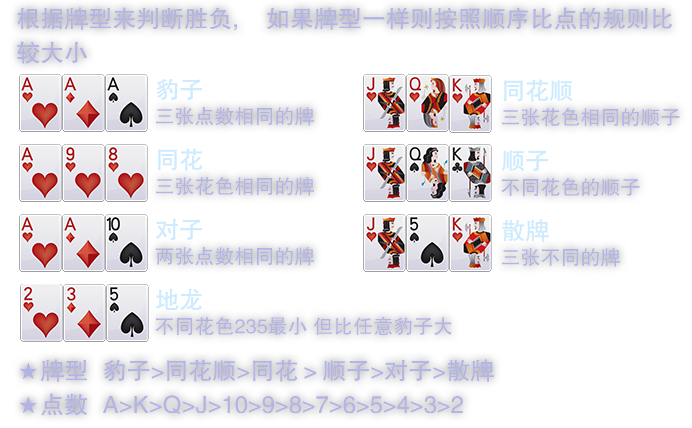 根据牌型来判断胜负, 如果牌型一样则按照顺序比点的规则比
较大小
A A A 豹子
三张点数相同的牌
J Q K 同花顺
三张花色相同的顺子
A 9 8 同花
三张花色相同的牌
J Q K 顺子
不同花色的顺子
A A 10 对子
两张点数相同的牌
J 5 K 散牌
三张不同的牌
2 3 5 地龙
不同花色235最小 但比任意豹子大
★牌型 豹子>同花顺>同花>顺子>对子>散牌
★点数 A>K>Q>J>10>9>8>7>6>5>4>3>2